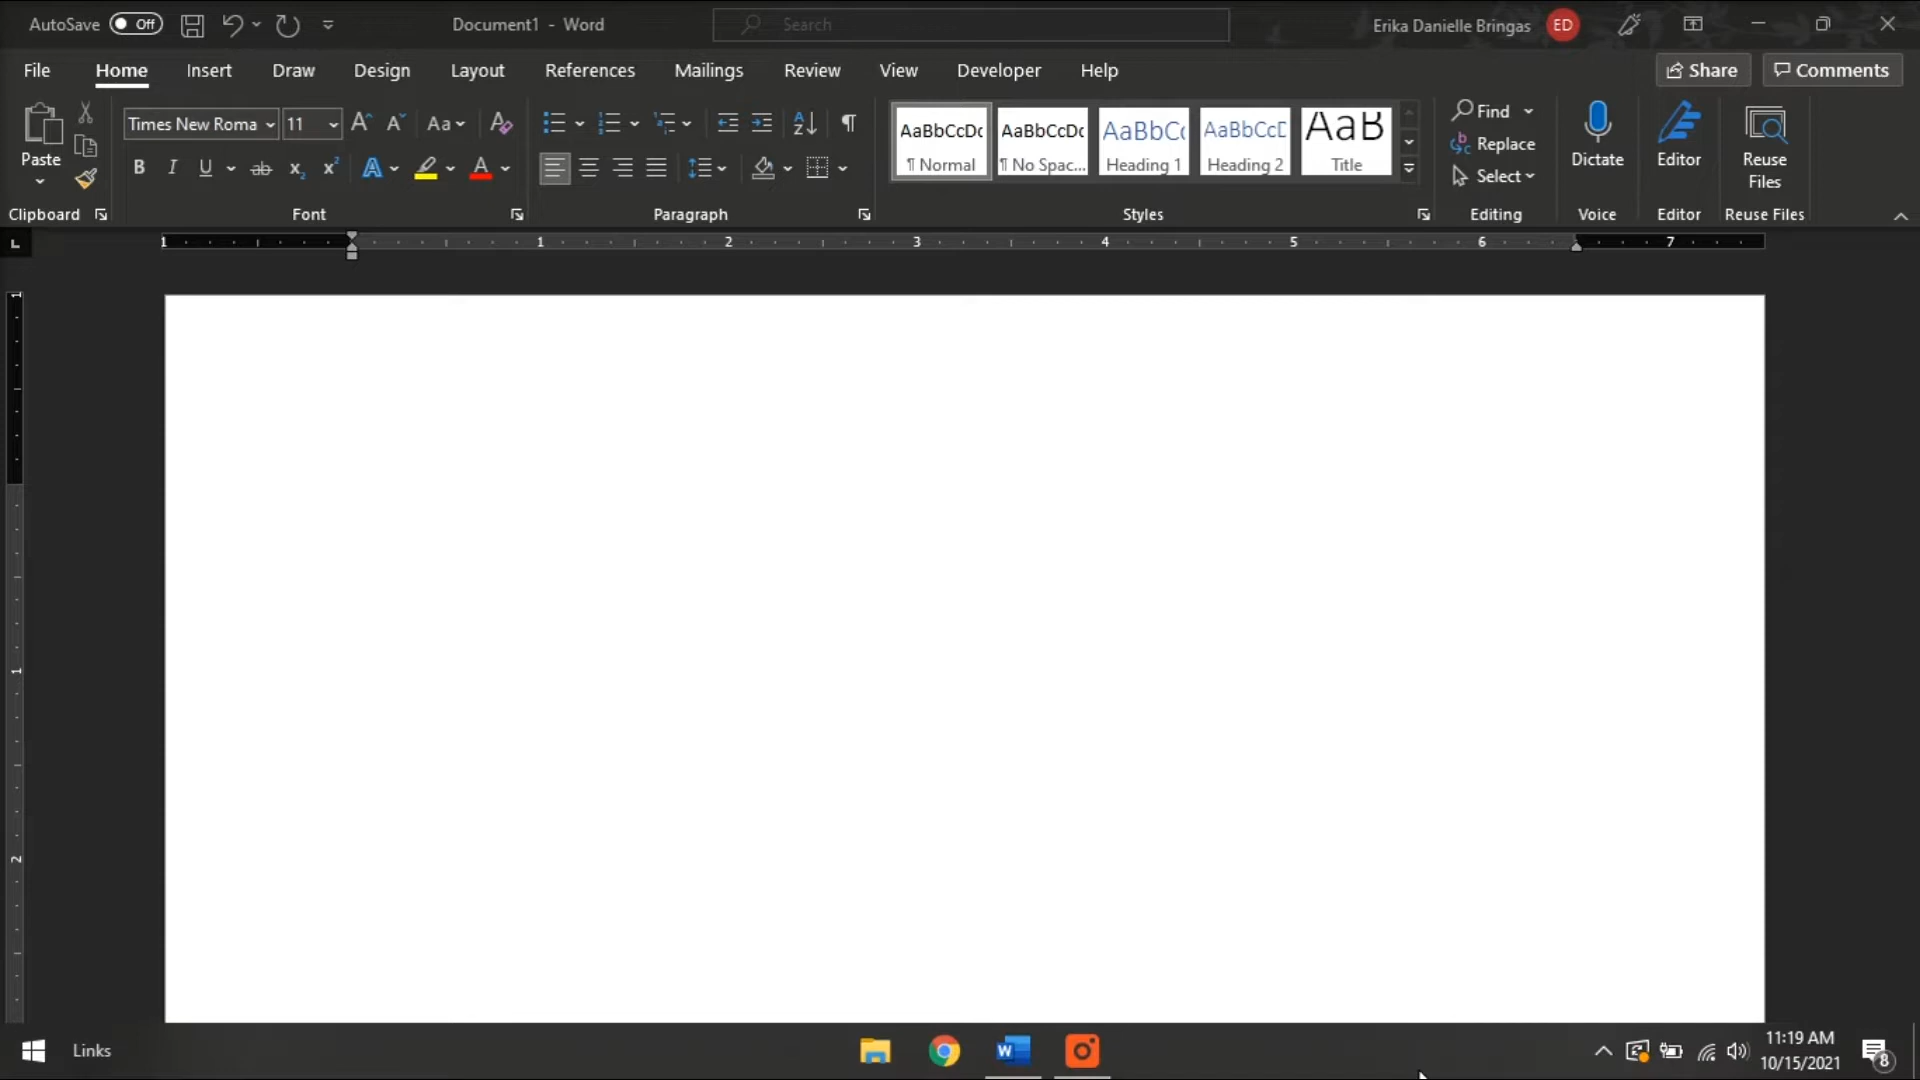 AutoSave Off Document1 - Word Search Erika Danielle Bringas ED
File Home Insert Draw Design Layout References Mailings Review View Developer Help Share Comments
Paste
Times New Roma 11 Aa
AaBbCcDc AaBbCcDc AaBbC AaBbCcD AaB
¶ Normal ¶ No Spac... Heading 1 Heading 2 Title
Find
Replace
Select
Dictate
Editor
Reuse
Files
B I U ab x₂ x² A A
Clipboard Font Paragraph Styles Editing Voice Editor Reuse Files
L
1 1 2 3 4 5 6 7
1
1
2
Links
11:19 AM
10/15/2021
8